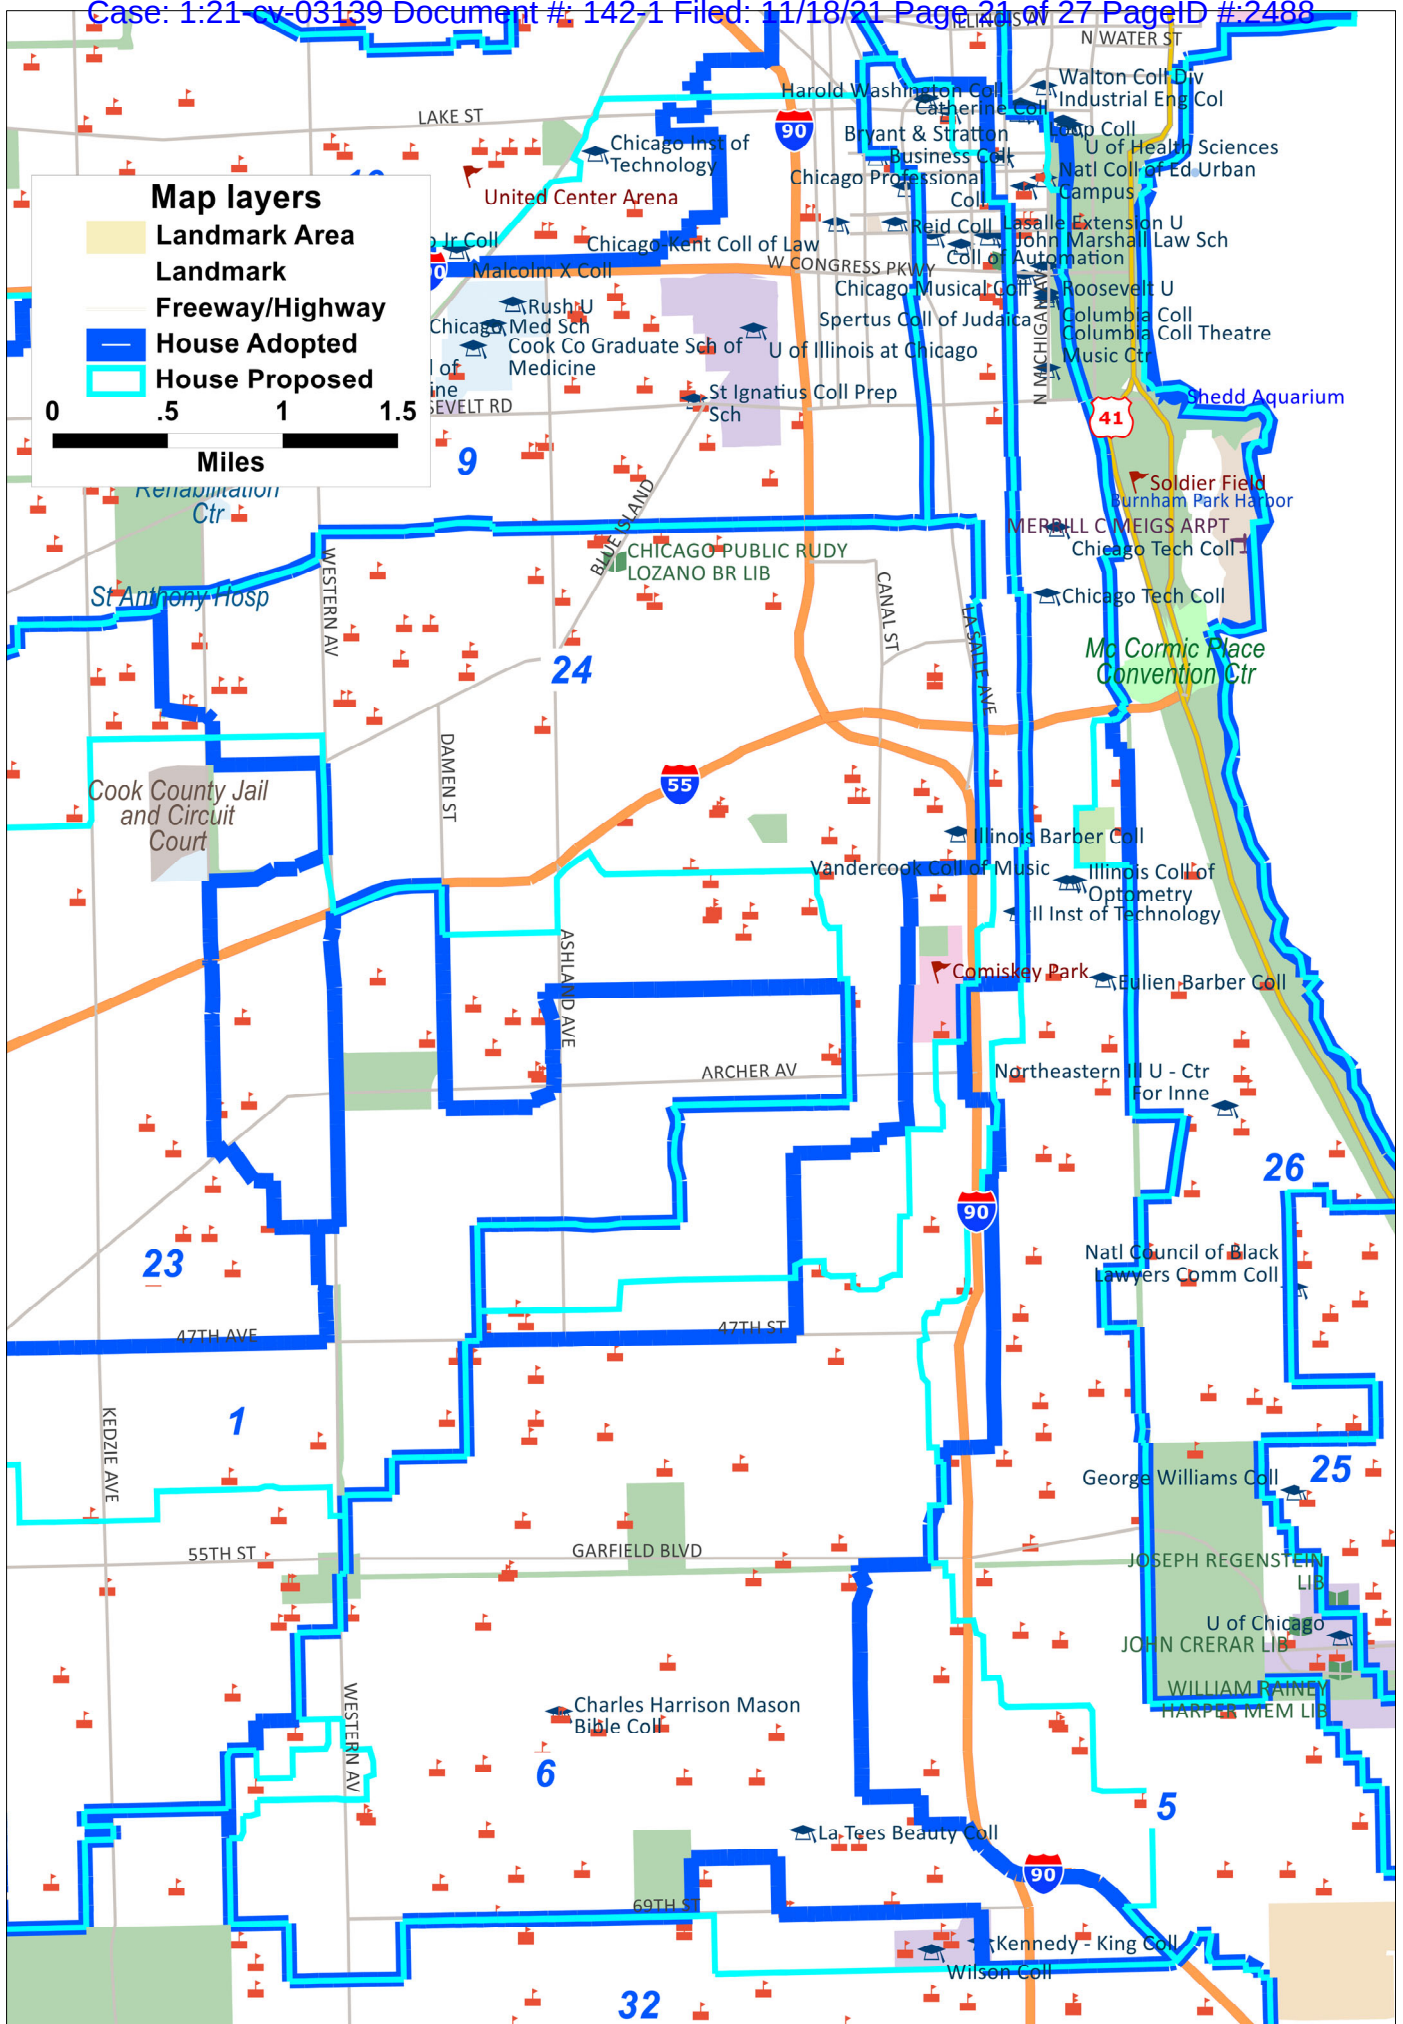 Case: 1:21-cv-03139 Document #: 142-1 Filed: 11/18/21 Page 21 of 27 PageID #:2488
ILLINOIS AV
N WATER ST
Walton Coll Div
Industrial Eng Col
Harold Washington Coll
Catherine Coll
LAKE ST
90
Loop Coll
Bryant & Stratton
Business Coll
U of Health Sciences
Chicago Inst of
Technology
Natl Coll of Ed Urban
Campus
Chicago Professional
Coll
United Center Arena
Map layers
Landmark Area
Landmark
Freeway/Highway
House Adopted
House Proposed
0 .5 1 1.5
Miles
Reid Coll
Lasalle Extension U
John Marshall Law Sch
Coll of Automation
o Jr Coll
Chicago-Kent Coll of Law
W CONGRESS PKWY
Malcolm X Coll
Chicago Musical Coll
Roosevelt U
N MICHIGAN AV
Rush U
Chicago Med Sch
Spertus Coll of Judaica
Columbia Coll
Columbia Coll Theatre
Music Ctr
Cook Co Graduate Sch of
Medicine
U of Illinois at Chicago
l of
ine
St Ignatius Coll Prep
Sch
SEVELT RD
Shedd Aquarium
41
9
Rehabilitation
Ctr
Soldier Field
Burnham Park Harbor
MERRILL C MEIGS ARPT
Chicago Tech Coll
BLUE ISLAND
CHICAGO PUBLIC RUDY
LOZANO BR LIB
WESTERN AV
CANAL ST
LA SALLE AVE
St Anthony Hosp
Chicago Tech Coll
Mc Cormic Place
Convention Ctr
24
DAMEN ST
55
Cook County Jail
and Circuit
Court
Illinois Barber Coll
Vandercook Coll of Music
Illinois Coll of
Optometry
Ill Inst of Technology
ASHLAND AVE
Comiskey Park
Eulien Barber Coll
ARCHER AV
Northeastern Ill U - Ctr
For Inne
26
90
23
Natl Council of Black
Lawyers Comm Coll
47TH AVE
47TH ST
1
KEDZIE AVE
George Williams Coll
25
55TH ST
GARFIELD BLVD
JOSEPH REGENSTEIN
LIB
U of Chicago
JOHN CRERAR LIB
WESTERN AV
WILLIAM RAINEY
HARPER MEM LIB
Charles Harrison Mason
Bible Coll
6
5
La Tees Beauty Coll
90
69TH ST
Kennedy - King Coll
Wilson Coll
32